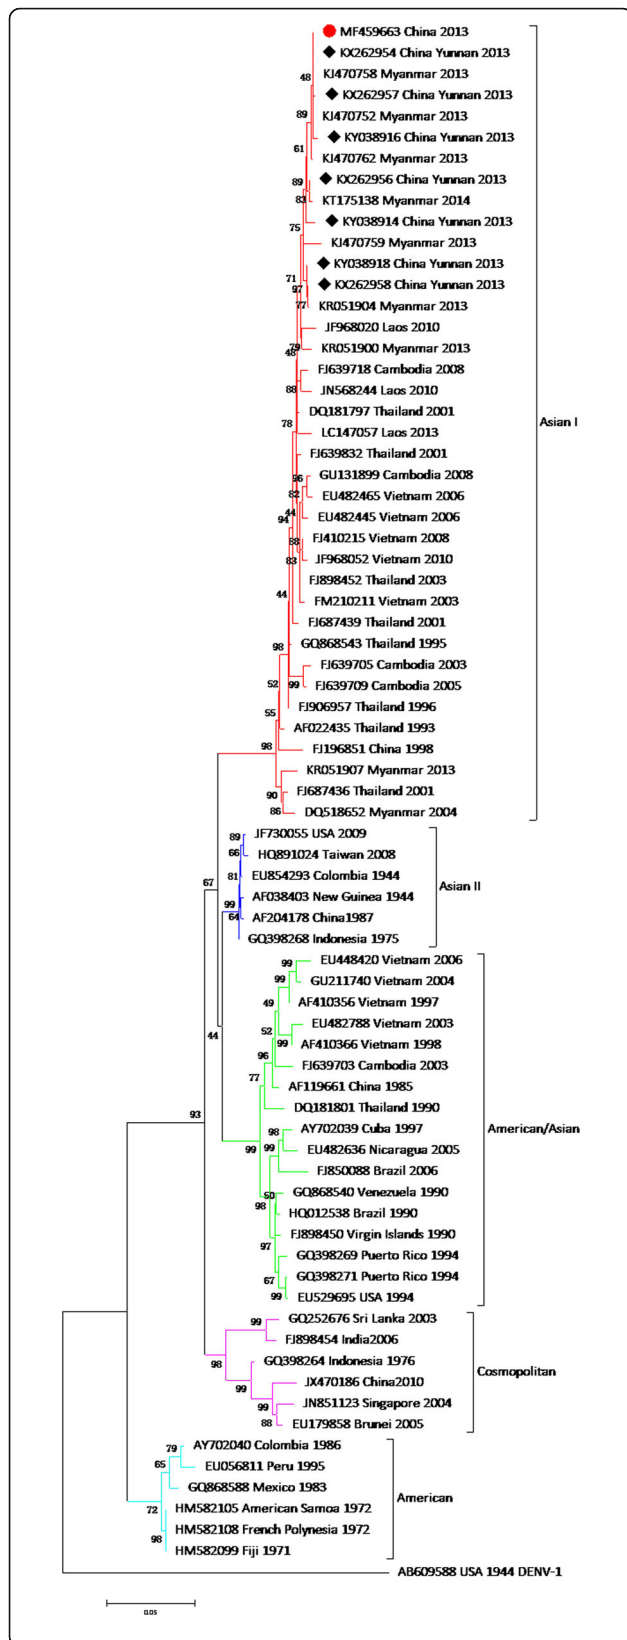 MF459663 China 2013
KX262954 China Yunnan 2013
48
KJ470758 Myanmar 2013
KX262957 China Yunnan 2013
89
KJ470752 Myanmar 2013
KY038916 China Yunnan 2013
61
KJ470762 Myanmar 2013
89
KX262956 China Yunnan 2013
83
KT175138 Myanmar 2014
KY038914 China Yunnan 2013
75
KJ470759 Myanmar 2013
KY038918 China Yunnan 2013
71
97
KX262958 China Yunnan 2013
77
KR051904 Myanmar 2013
JF968020 Laos 2010
79
KR051900 Myanmar 2013
48
FJ639718 Cambodia 2008
88
JN568244 Laos 2010
DQ181797 Thailand 2001
78
LC147057 Laos 2013
Asian I
FJ639832 Thailand 2001
96
GU131899 Cambodia 2008
82
EU482465 Vietnam 2006
44
94
EU482445 Vietnam 2006
88
FJ410215 Vietnam 2008
83
JF968052 Vietnam 2010
FJ898452 Thailand 2003
44
FM210211 Vietnam 2003
FJ687439 Thailand 2001
98
GQ868543 Thailand 1995
FJ639705 Cambodia 2003
52
99
FJ639709 Cambodia 2005
55
FJ906957 Thailand 1996
AF022435 Thailand 1993
98
FJ196851 China 1998
KR051907 Myanmar 2013
90
FJ687436 Thailand 2001
86
DQ518652 Myanmar 2004
89
JF730055 USA 2009
66
HQ891024 Taiwan 2008
81
EU854293 Colombia 1944
67
Asian II
99
AF038403 New Guinea 1944
64
AF204178 China1987
GQ398268 Indonesia 1975
99
EU448420 Vietnam 2006
99
GU211740 Vietnam 2004
49
AF410356 Vietnam 1997
52
EU482788 Vietnam 2003
44
99
AF410366 Vietnam 1998
96
FJ639703 Cambodia 2003
77
AF119661 China 1985
DQ181801 Thailand 1990
93
98
AY702039 Cuba 1997
American/Asian
99
99
EU482636 Nicaragua 2005
FJ850088 Brazil 2006
50
GQ868540 Venezuela 1990
98
HQ012538 Brazil 1990
FJ898450 Virgin Islands 1990
97
GQ398269 Puerto Rico 1994
67
GQ398271 Puerto Rico 1994
99
EU529695 USA 1994
99
GQ252676 Sri Lanka 2003
FJ898454 India2006
98
GQ398264 Indonesia 1976
Cosmopolitan
99
JX470186 China2010
99
JN851123 Singapore 2004
88
EU179858 Brunei 2005
79
AY702040 Colombia 1986
65
EU056811 Peru 1995
GQ868588 Mexico 1983
American
72
HM582105 American Samoa 1972
HM582108 French Polynesia 1972
98
HM582099 Fiji 1971
AB609588 USA 1944 DENV-1
0.05